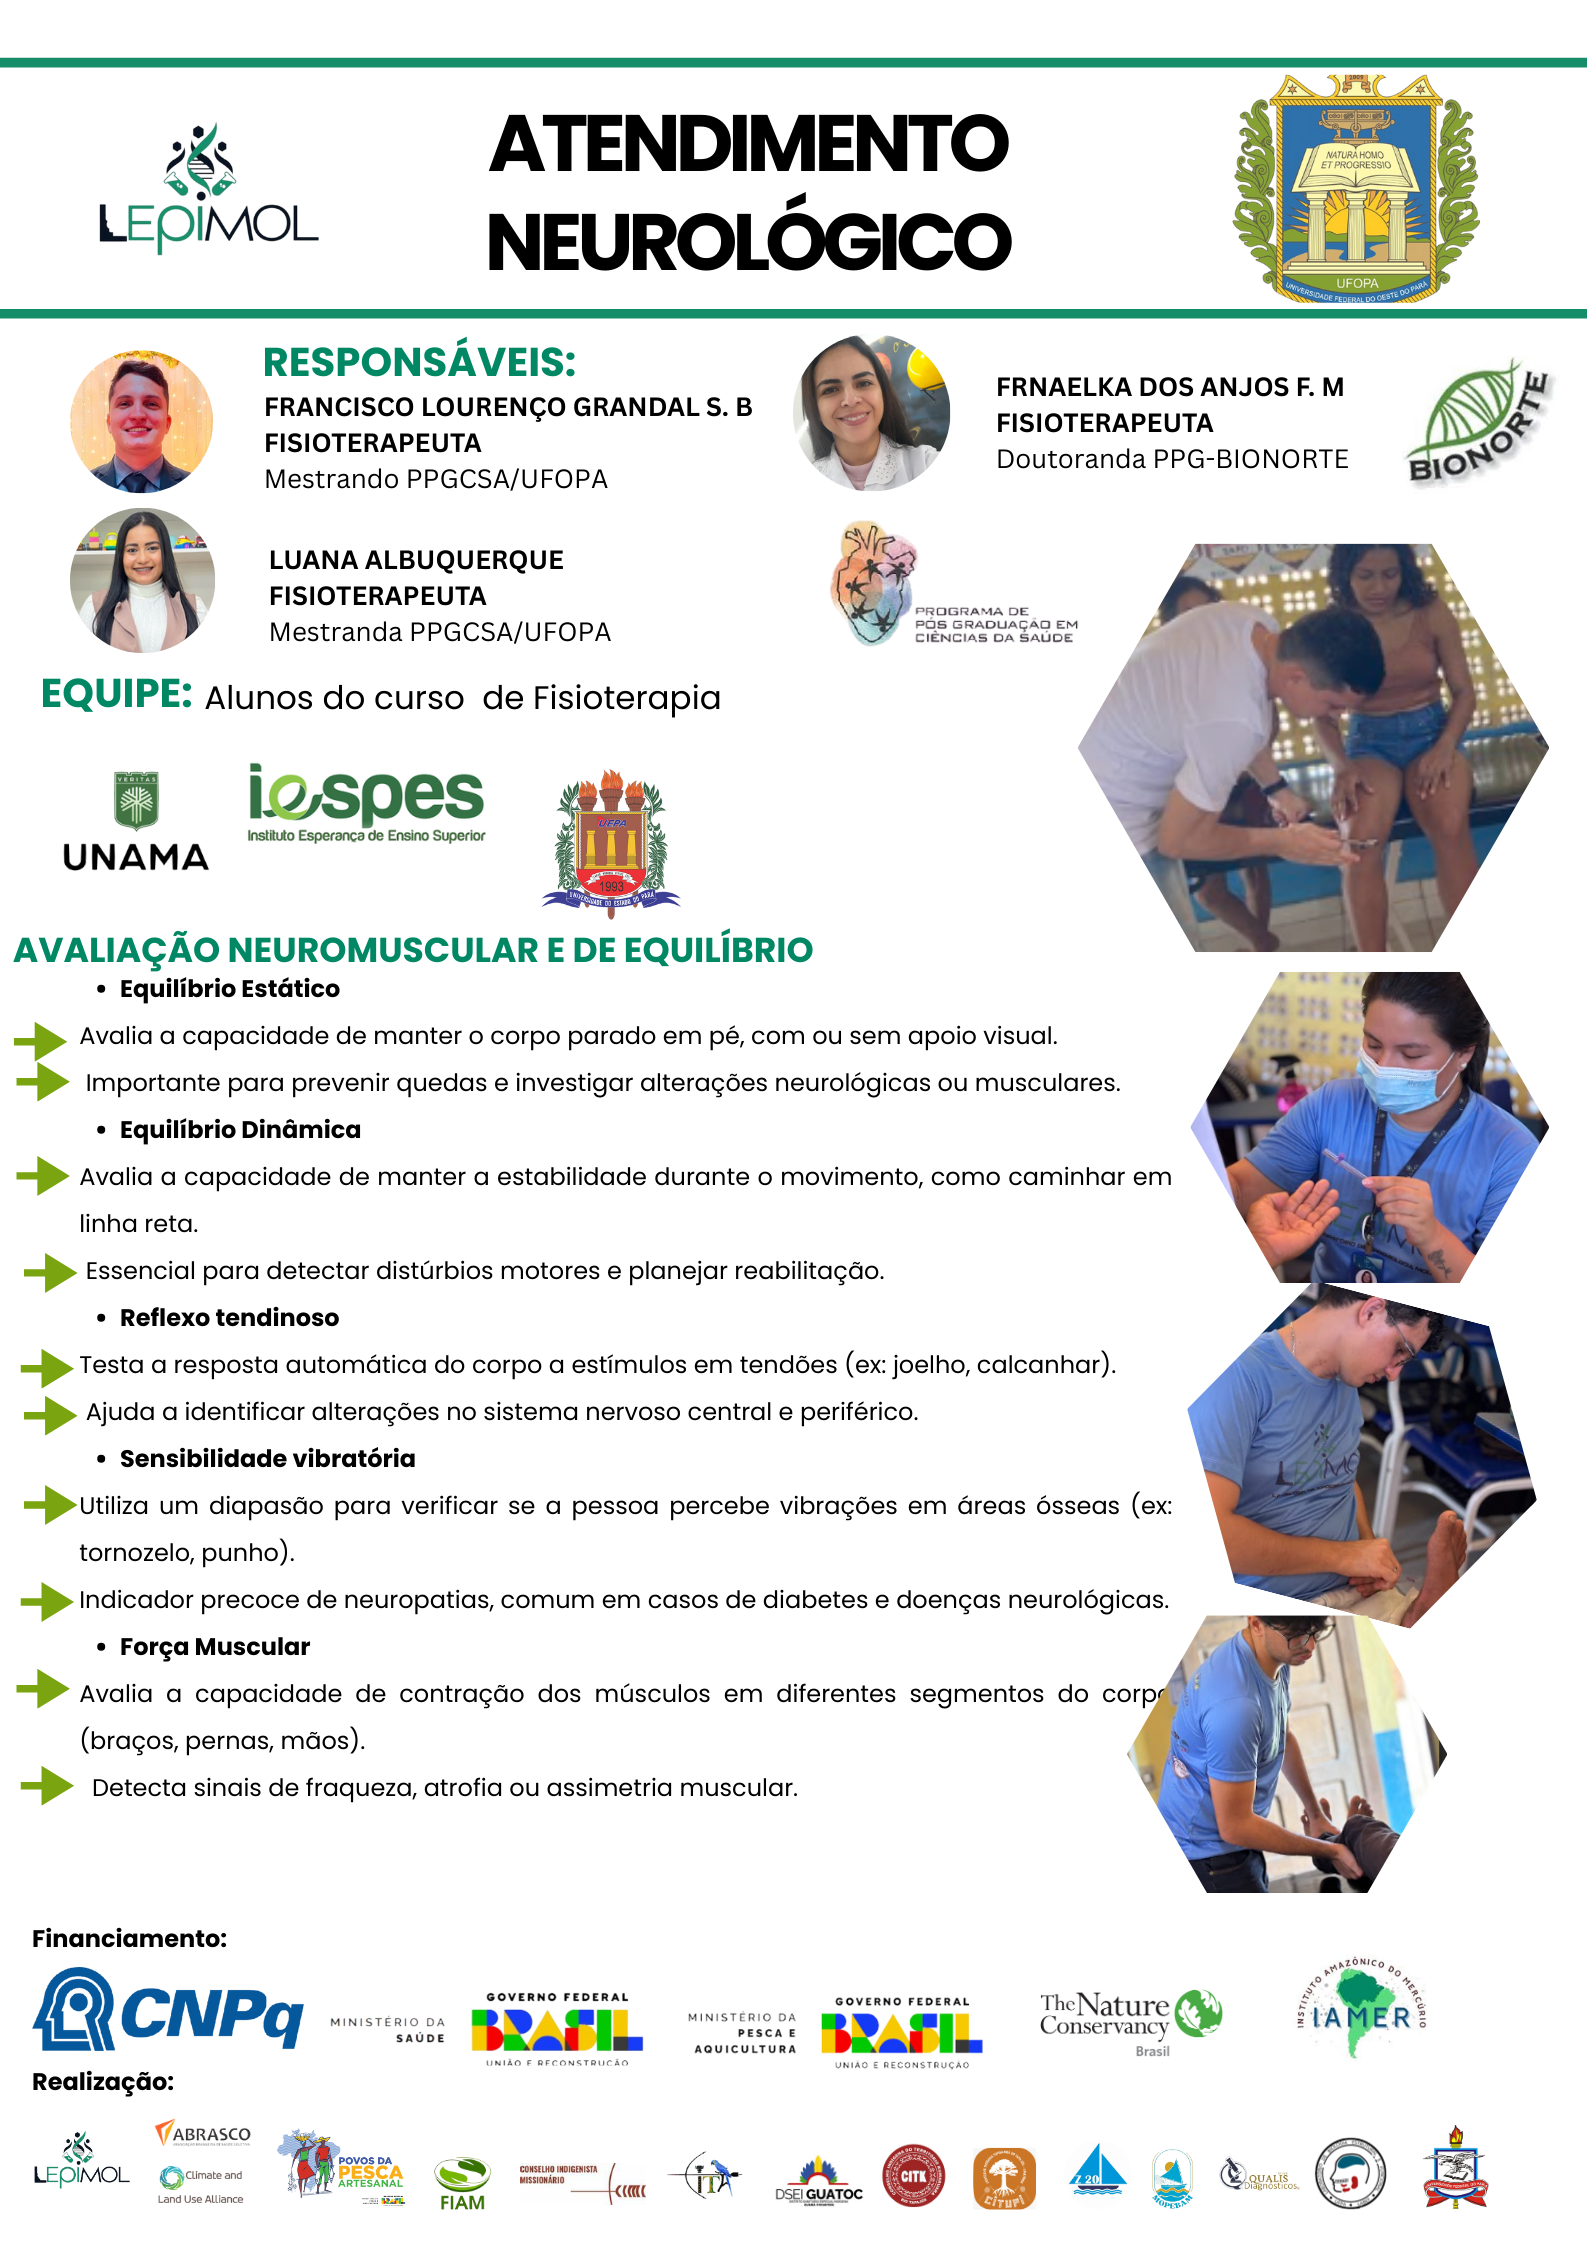 ATENDIMENTO
NEUROLÓGICO
LEPIMOL
2009
NATURA HOMO
ET PROGRESSIO
UFOPA
UNIVERSIDADE FEDERAL DO OESTE DO PARÁ
RESPONSÁVEIS:
FRANCISCO LOURENÇO GRANDAL S. B
FISIOTERAPEUTA
Mestrando PPGCSA/UFOPA
FRNAELKA DOS ANJOS F. M
FISIOTERAPEUTA
Doutoranda PPG-BIONORTE
BIONORTE
LUANA ALBUQUERQUE
FISIOTERAPEUTA
Mestranda PPGCSA/UFOPA
PROGRAMA DE
PÓS GRADUAÇÃO EM
CIÊNCIAS DA SAÚDE
EQUIPE: Alunos do curso  de Fisioterapia
VERITAS
UNAMA
iespes
Instituto Esperança de Ensino Superior
UEPA
1993
UNIVERSIDADE DO ESTADO DO PARÁ
AVALIAÇÃO NEUROMUSCULAR E DE EQUILÍBRIO
• Equilíbrio Estático
Avalia a capacidade de manter o corpo parado em pé, com ou sem apoio visual.
Importante para prevenir quedas e investigar alterações neurológicas ou musculares.
• Equilíbrio Dinâmica
Avalia a capacidade de manter a estabilidade durante o movimento, como caminhar em
linha reta.
Essencial para detectar distúrbios motores e planejar reabilitação.
• Reflexo tendinoso
Testa a resposta automática do corpo a estímulos em tendões (ex: joelho, calcanhar).
Ajuda a identificar alterações no sistema nervoso central e periférico.
• Sensibilidade vibratória
Utiliza um diapasão para verificar se a pessoa percebe vibrações em áreas ósseas (ex:
tornozelo, punho).
Indicador precoce de neuropatias, comum em casos de diabetes e doenças neurológicas.
• Força Muscular
Avalia a capacidade de contração dos músculos em diferentes segmentos do corpo
(braços, pernas, mãos).
Detecta sinais de fraqueza, atrofia ou assimetria muscular.
LEPIMOL
Financiamento:
CNPq
MINISTÉRIO DA
SAÚDE
GOVERNO FEDERAL
BRASIL
UNIÃO E RECONSTRUÇÃO
MINISTÉRIO DA
PESCA E
AQUICULTURA
GOVERNO FEDERAL
BRASIL
UNIÃO E RECONSTRUÇÃO
The Nature
Conservancy
Brasil
INSTITUTO AMAZÔNICO DO MERCÚRIO
IAMER
Realização:
LEPIMOL
ABRASCO
Climate and
Land Use Alliance
POVOS DA
PESCA
ARTESANAL
FIAM
CONSELHO INDIGENISTA
MISSIONÁRIO
ITA
DSEI GUATOC
CITK
CITUPI
Z 20
MOPEBAM
QUALIS
Diagnósticos